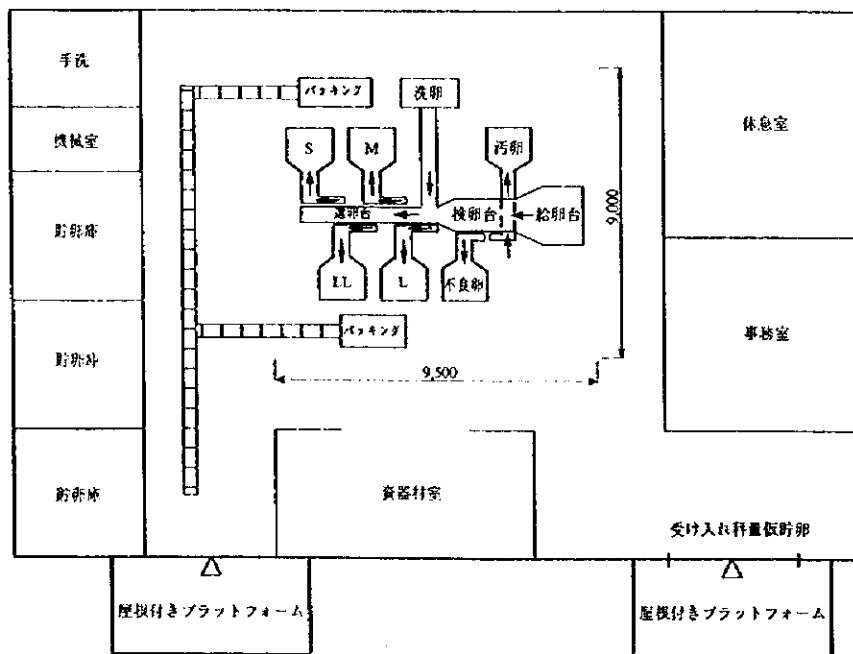 手洗
機械室
貯卵庫
貯卵庫
貯卵庫
パッキング
洗卵
S
M
汚卵
選卵台
検卵台
給卵台
LL
L
不良卵
パッキング
9,000
9,500
休息室
事務室
資器材室
受け入れ科量仮貯卵
屋根付きプラットフォーム
屋根付きプラットフォーム